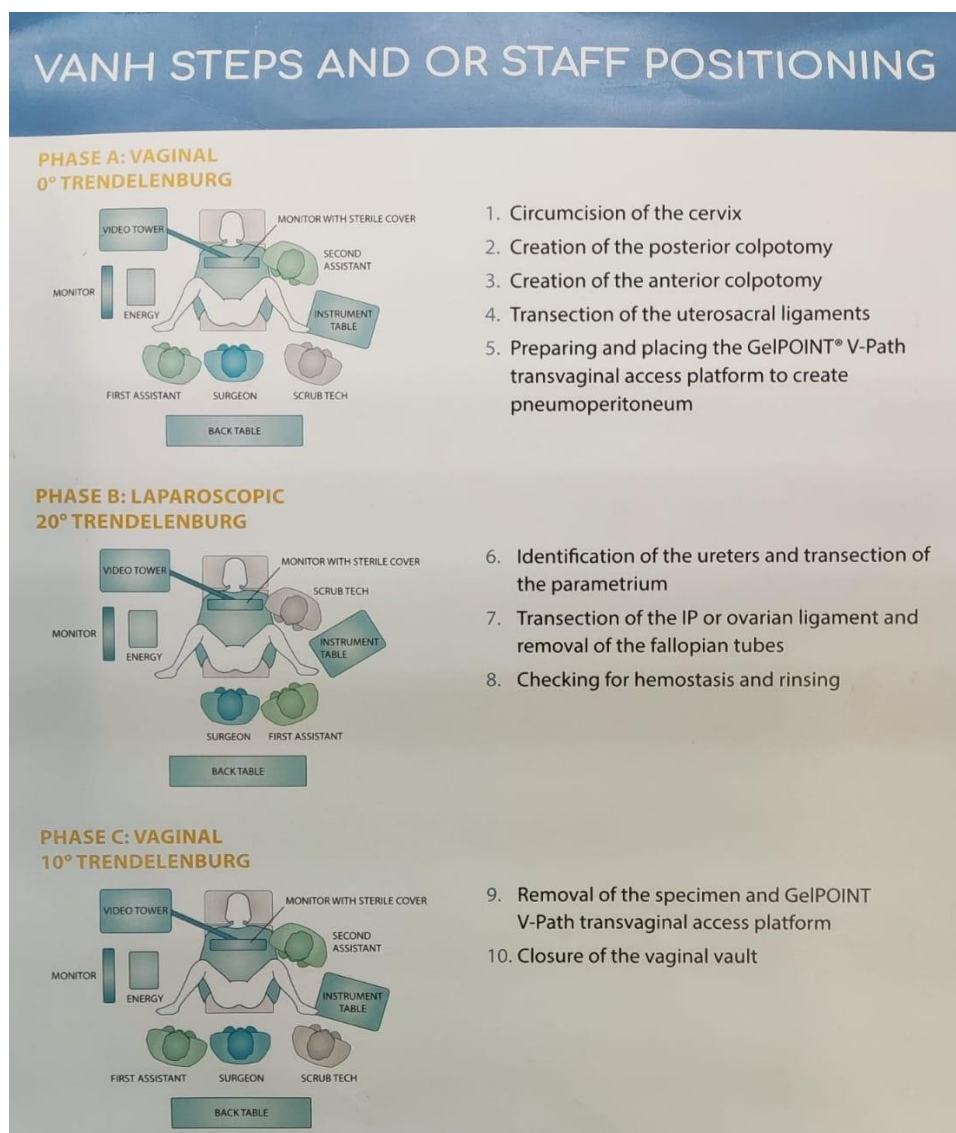 VANH STEPS AND OR STAFF POSITIONING
PHASE A: VAGINAL
0° TRENDELENBURG
VIDEO TOWER
MONITOR WITH STERILE COVER
SECOND
ASSISTANT
MONITOR
ENERGY
INSTRUMENT
TABLE
FIRST ASSISTANT
SURGEON
SCRUB TECH
BACK TABLE
1. Circumcision of the cervix
2. Creation of the posterior colpotomy
3. Creation of the anterior colpotomy
4. Transection of the uterosacral ligaments
5. Preparing and placing the GelPOINT® V-Path
transvaginal access platform to create
pneumoperitoneum
PHASE B: LAPAROSCOPIC
20° TRENDELENBURG
VIDEO TOWER
MONITOR WITH STERILE COVER
SCRUB TECH
MONITOR
ENERGY
INSTRUMENT
TABLE
SURGEON
FIRST ASSISTANT
BACK TABLE
6. Identification of the ureters and transection of
the parametrium
7. Transection of the IP or ovarian ligament and
removal of the fallopian tubes
8. Checking for hemostasis and rinsing
PHASE C: VAGINAL
10° TRENDELENBURG
VIDEO TOWER
MONITOR WITH STERILE COVER
SECOND
ASSISTANT
MONITOR
ENERGY
INSTRUMENT
TABLE
FIRST ASSISTANT
SURGEON
SCRUB TECH
BACK TABLE
9. Removal of the specimen and GelPOINT
V-Path transvaginal access platform
10. Closure of the vaginal vault